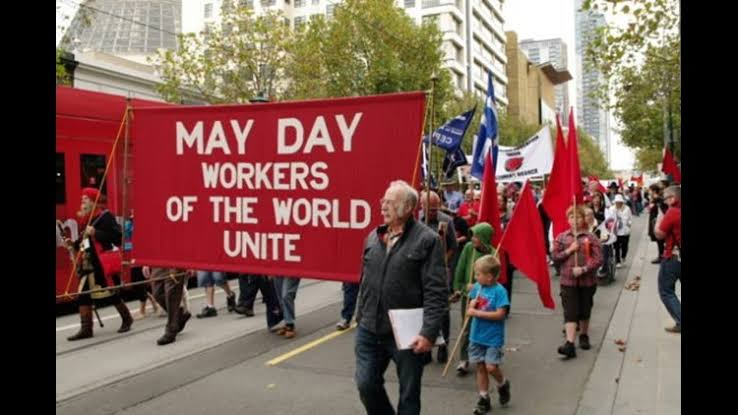 MAY DAY
WORKERS
OF THE WORLD
UNITE